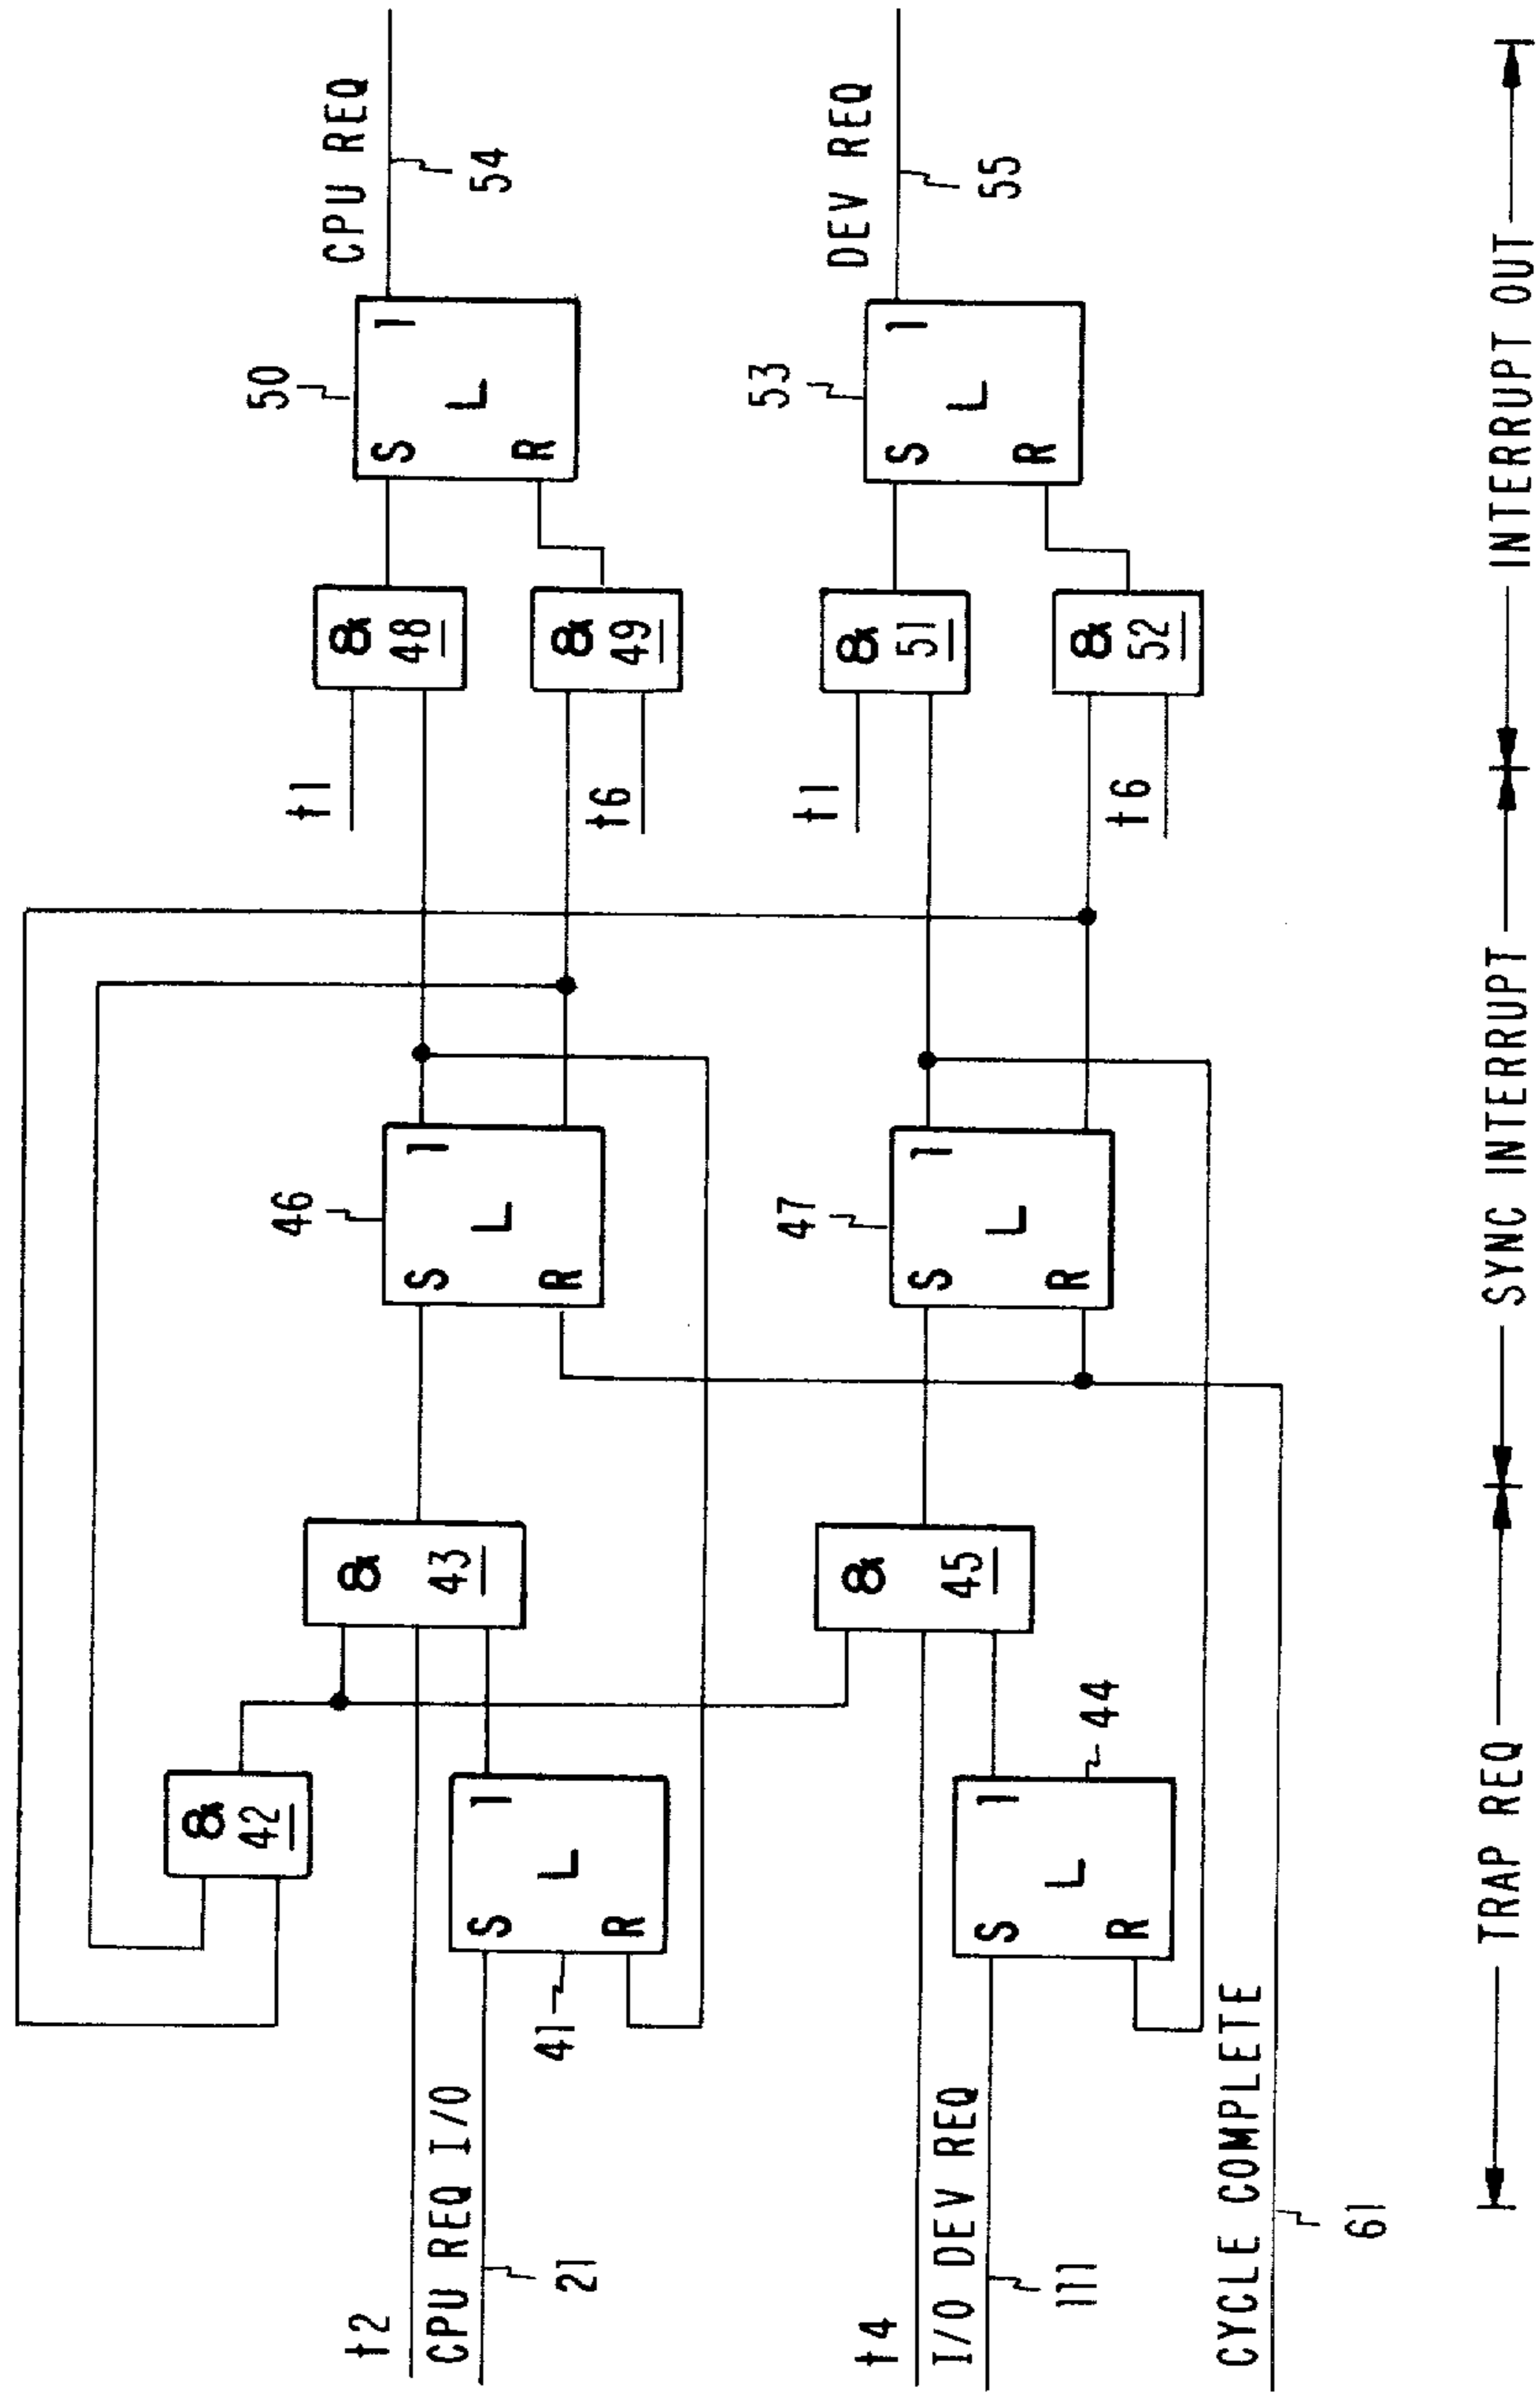 CPU REQ
54
50
S 1
L
R
& 48
& 49
t1
t6
DEV REQ
55
53
S 1
L
R
& 51
& 52
t1
t6
46
S 1
L
R
47
S 1
L
R
& 43
& 45
& 42
S 1
L
R
41
S 1
L
R
44
t2
CPU REQ I/O
21
t4
I/O DEV REQ
111
CYCLE COMPLETE
61
TRAP REQ
SYNC INTERRUPT
INTERRUPT OUT